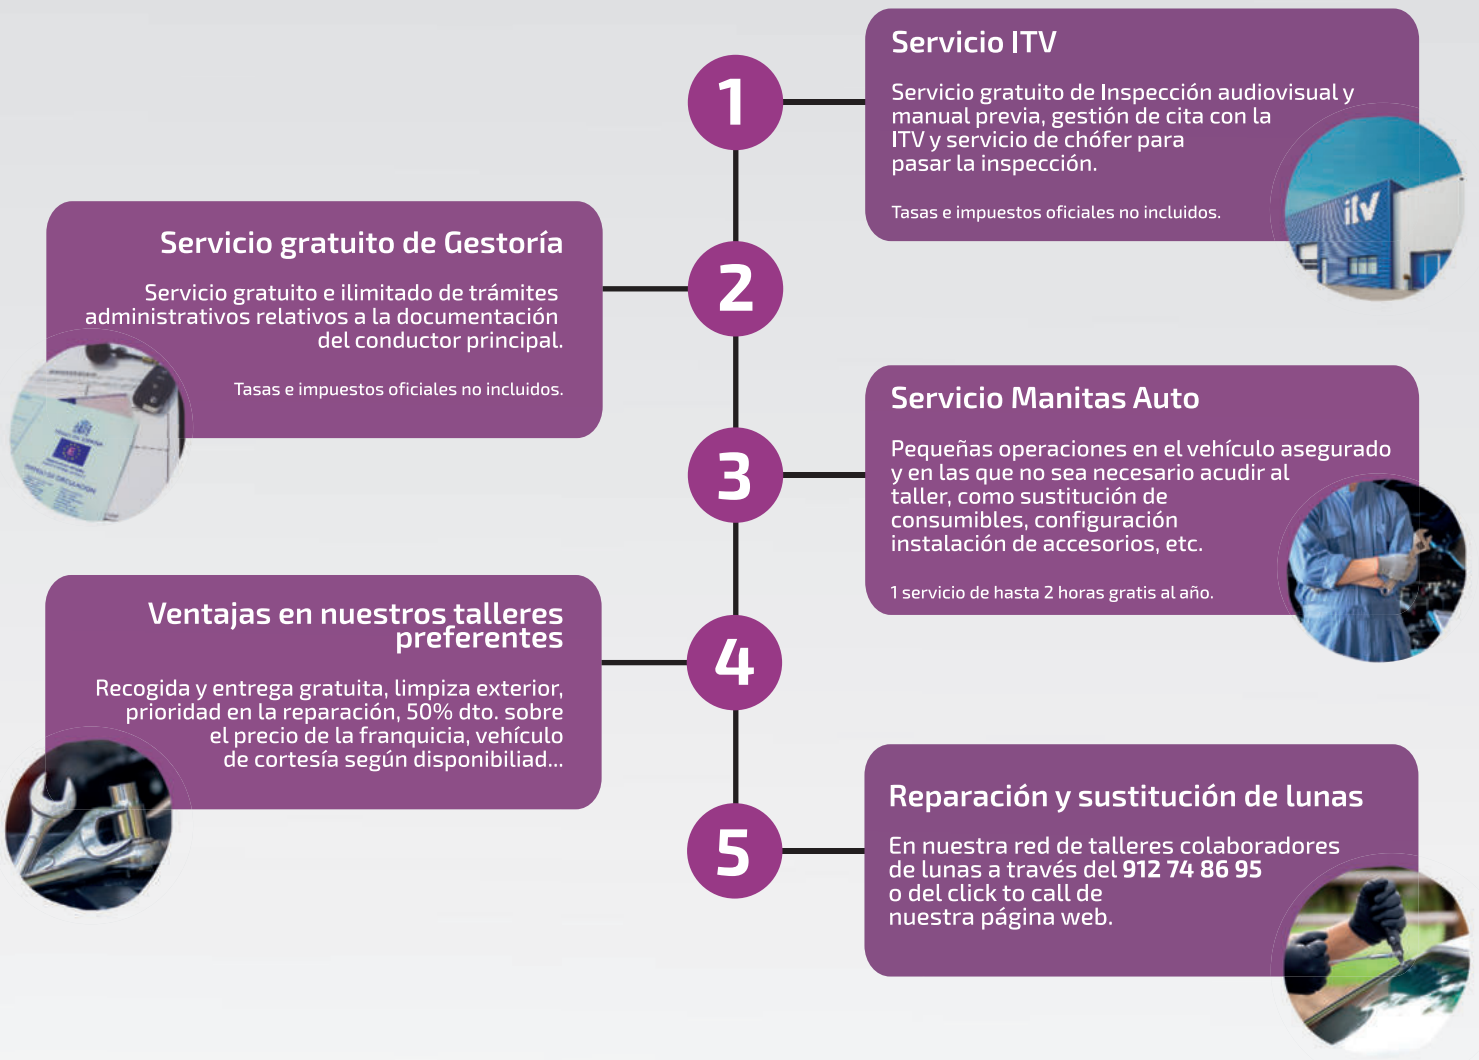 1
Servicio ITV
Servicio gratuito de Inspección audiovisual y
manual previa, gestión de cita con la
ITV y servicio de chófer para
pasar la inspección.
Tasas e impuestos oficiales no incluidos.
itv
2
Servicio gratuito de Gestoría
Servicio gratuito e ilimitado de trámites
administrativos relativos a la documentación
del conductor principal.
Tasas e impuestos oficiales no incluidos.
3
Servicio Manitas Auto
Pequeñas operaciones en el vehículo asegurado
y en las que no sea necesario acudir al
taller, como sustitución de
consumibles, configuración
instalación de accesorios, etc.
1 servicio de hasta 2 horas gratis al año.
4
Ventajas en nuestros talleres
preferentes
Recogida y entrega gratuita, limpiza exterior,
prioridad en la reparación, 50% dto. sobre
el precio de la franquicia, vehículo
de cortesía según disponibiliad...
5
Reparación y sustitución de lunas
En nuestra red de talleres colaboradores
de lunas a través del 912 74 86 95
o del click to call de
nuestra página web.